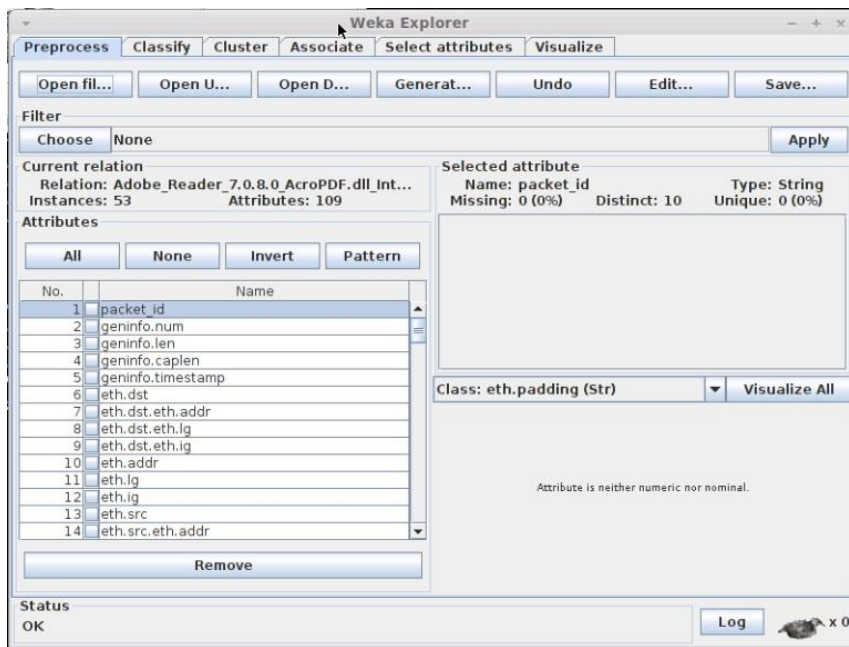 Weka Explorer
Preprocess Classify Cluster Associate Select attributes Visualize
Open fil... Open U... Open D... Generat... Undo Edit... Save...
Filter
Choose None Apply
Current relation
Relation: Adobe_Reader_7.0.8.0_AcroPDF.dll_Int...
Instances: 53 Attributes: 109
Selected attribute
Name: packet_id Type: String
Missing: 0 (0%) Distinct: 10 Unique: 0 (0%)
Attributes
All None Invert Pattern
No. Name
1 packet_id
2 geninfo.num
3 geninfo.len
4 geninfo.caplen
5 geninfo.timestamp
6 eth.dst
7 eth.dst.eth.addr
8 eth.dst.eth.lg
9 eth.dst.eth.ig
10 eth.addr
11 eth.lg
12 eth.ig
13 eth.src
14 eth.src.eth.addr
Remove
Class: eth.padding (Str) Visualize All
Attribute is neither numeric nor nominal.
Status
OK
Log x 0